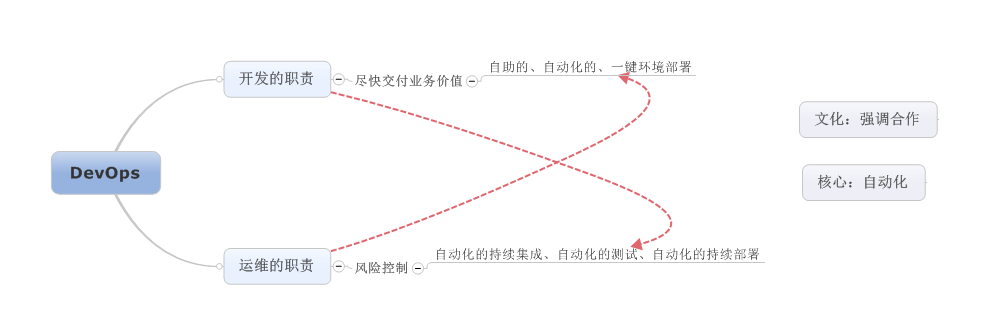 DevOps
开发的职责
尽快交付业务价值
自助的、自动化的、一键环境部署
运维的职责
风险控制
自动化的持续集成、自动化的测试、自动化的持续部署
文化：强调合作
核心：自动化